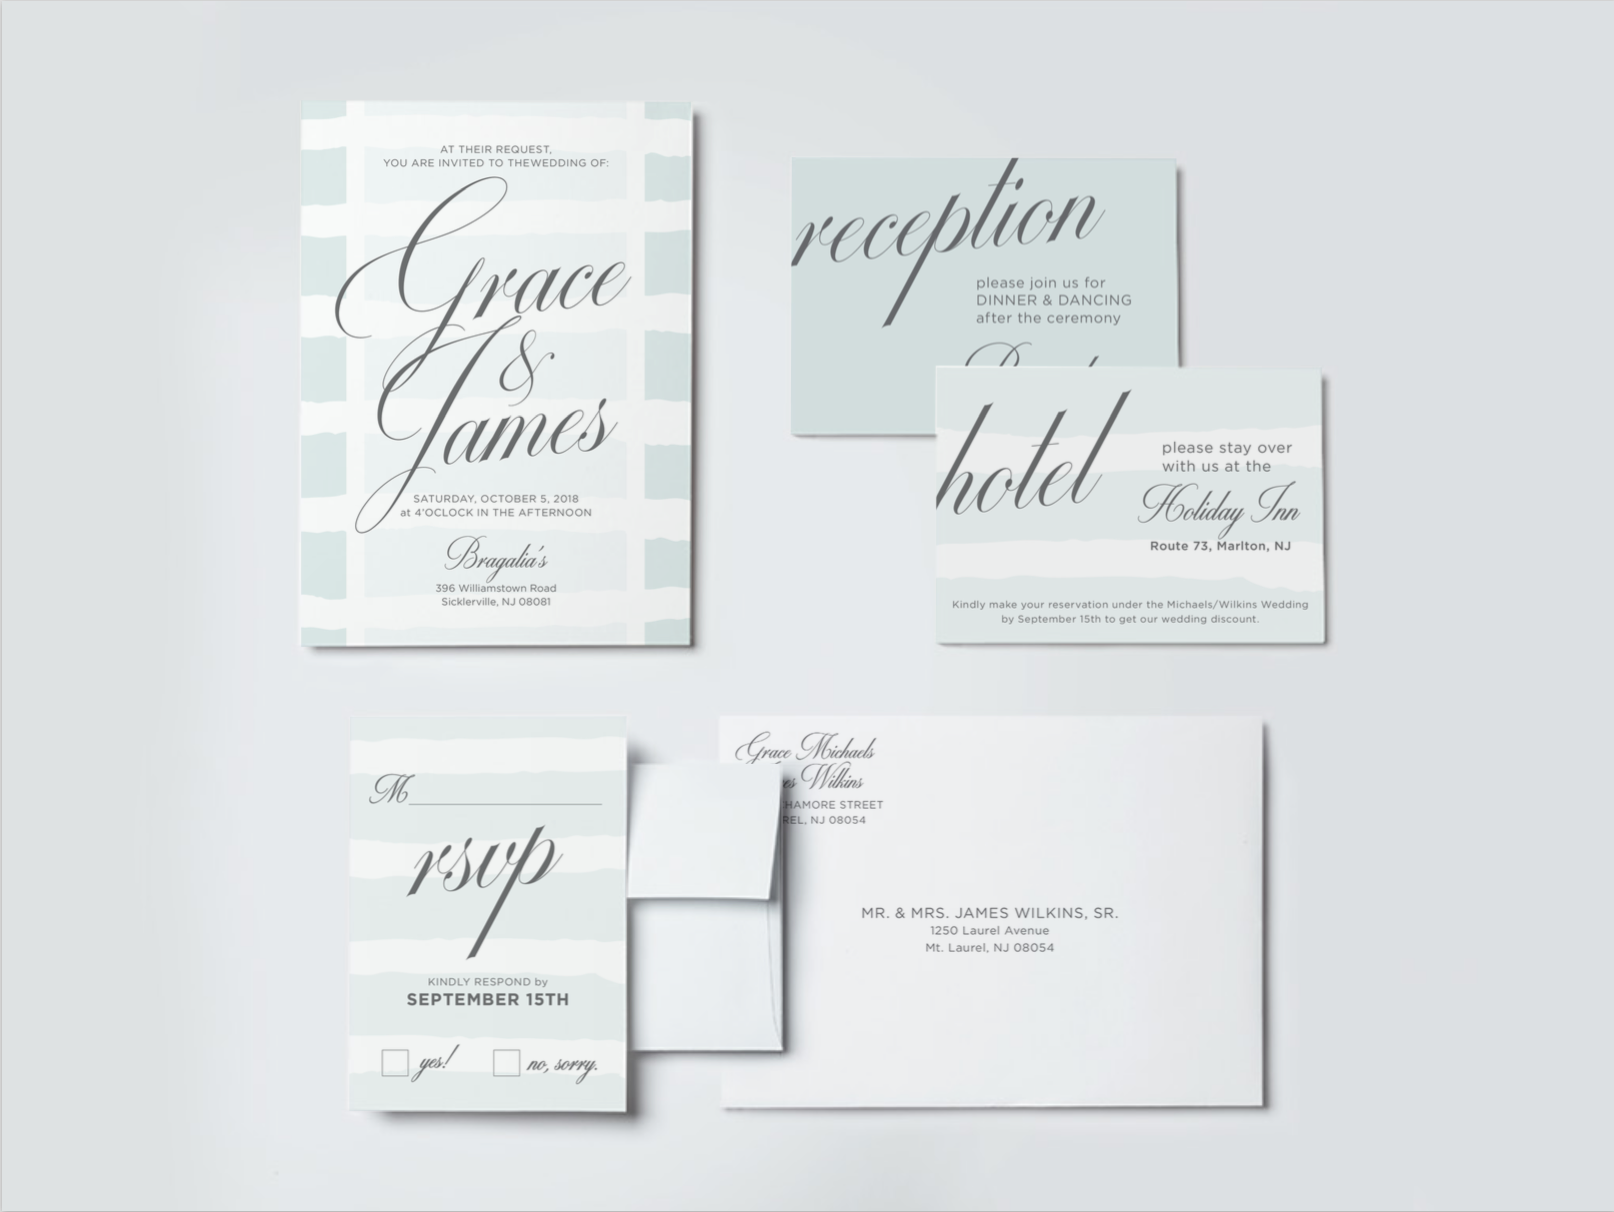 AT THEIR REQUEST,
YOU ARE INVITED TO THEWEDDING OF:
Grace
&
James
SATURDAY, OCTOBER 5, 2018
at 4'OCLOCK IN THE AFTERNOON
Bragalia's
396 Williamstown Road
Sicklerville, NJ 08081
reception
please join us for
DINNER & DANCING
after the ceremony
hotel
please stay over
with us at the
Holiday Inn
Route 73, Marlton, NJ
Kindly make your reservation under the Michaels/Wilkins Wedding
by September 15th to get our wedding discount.
M
rsvp
KINDLY RESPOND by
SEPTEMBER 15TH
yes! no, sorry.
Grace Michaels
Wilkins
STREET
NJ 08054
MR. & MRS. JAMES WILKINS, SR.
1250 Laurel Avenue
Mt. Laurel, NJ 08054